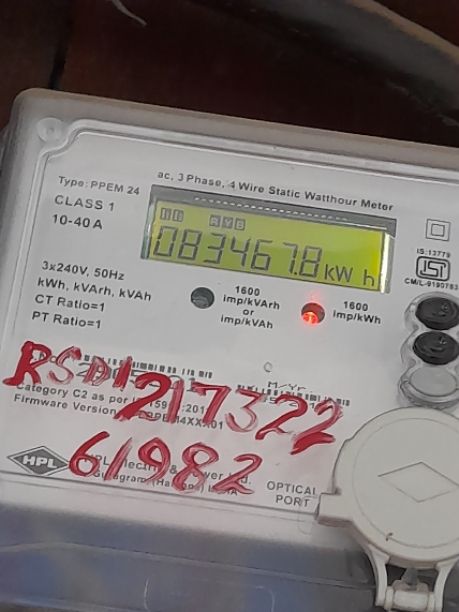 ac, 3 Phase, 4 Wire Static Watthour Meter
Type: PPEM 24
CLASS 1
10-40 A
R Y B
083467.8 kW h
IS:13779
3x240V, 50Hz
kWh, kVArh, kVAh
CT Ratio=1
PT Ratio=1
1600
imp/kVArh
or
imp/kVAh
1600
imp/kWh
RSD1217322
61982
Category C2 as per
Firmware Version
HPL
OPTICAL
PORT